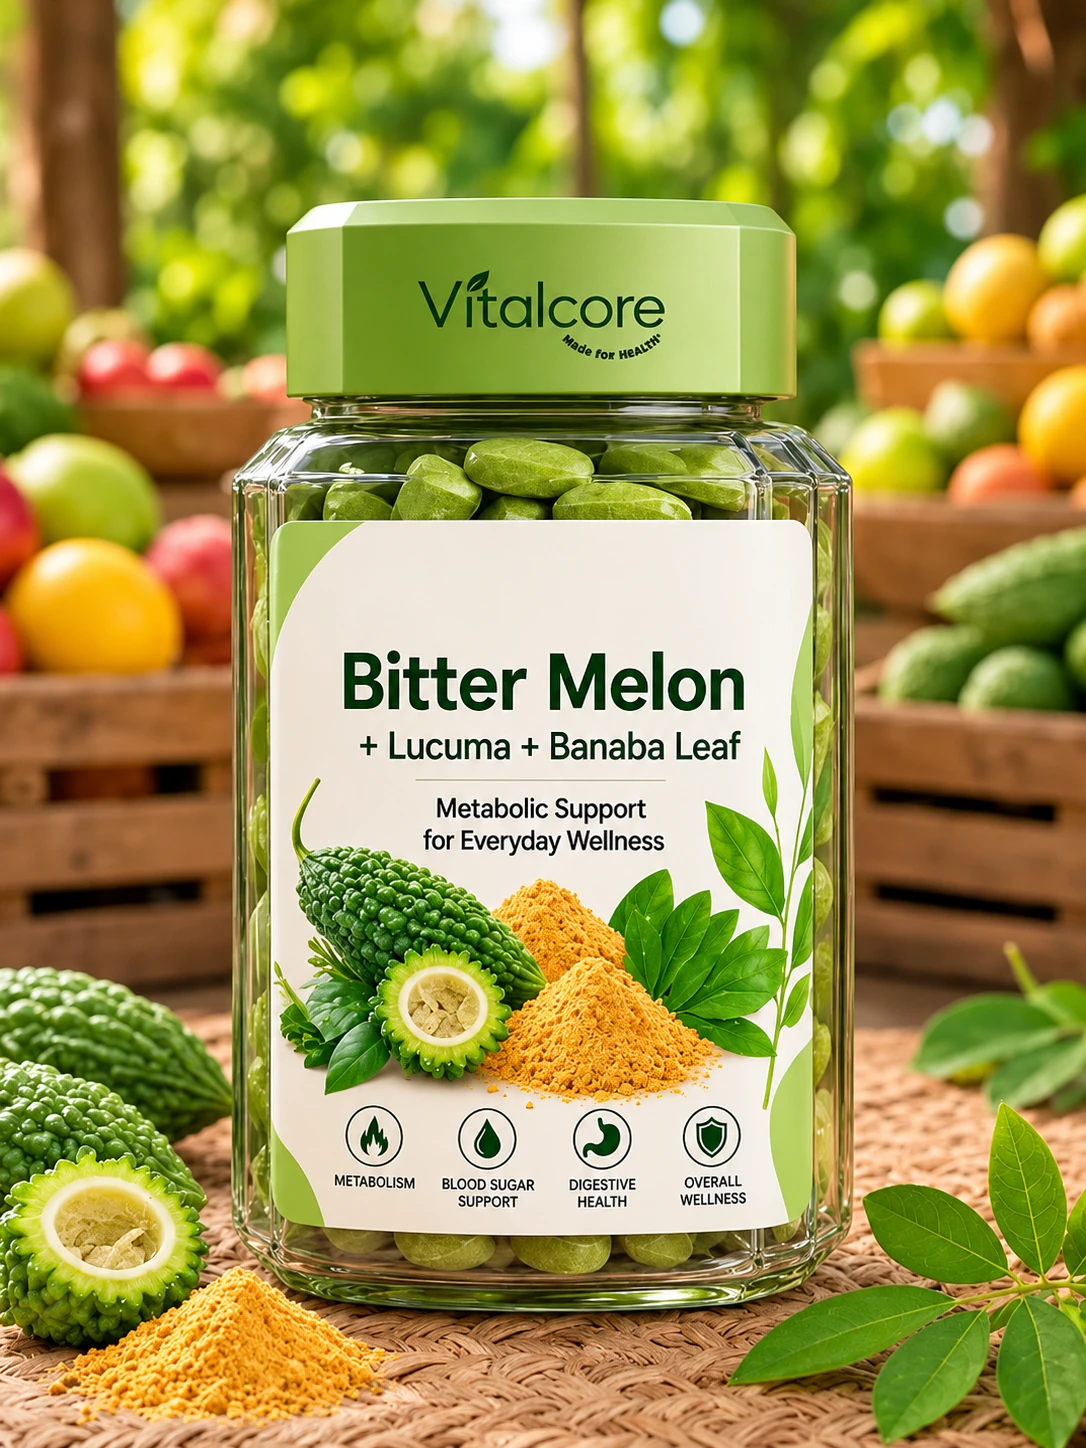 Vitalcore
Made for HeALTH
Bitter Melon
+ Lucuma + Banaba Leaf
Metabolic Support
for Everyday Wellness
METABOLISM
BLOOD SUGAR
SUPPORT
DIGESTIVE
HEALTH
OVERALL
WELLNESS